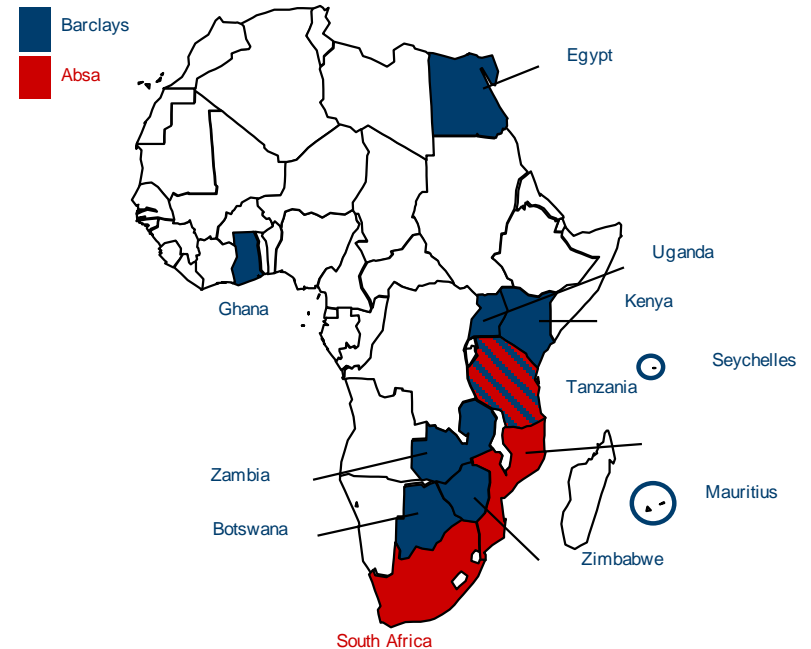 Barclays
Absa
Egypt
Uganda
Ghana
Kenya
Seychelles
Tanzania
Zambia
Mauritius
Botswana
Zimbabwe
South Africa